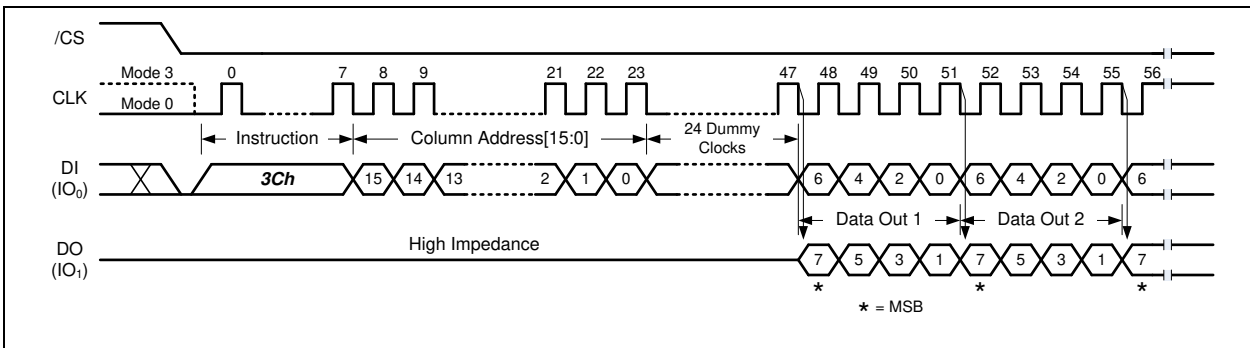 /CS
Mode 3 0 7 8 9 21 22 23 47 48 49 50 51 52 53 54 55 56
CLK
Mode 0
Instruction Column Address[15:0] 24 Dummy Clocks
DI (IO0) 3Ch 15 14 13 2 1 0 6 4 2 0 6 4 2 0 6
Data Out 1 Data Out 2
DO (IO1) High Impedance 7 5 3 1 7 5 3 1 7
* * *
* = MSB